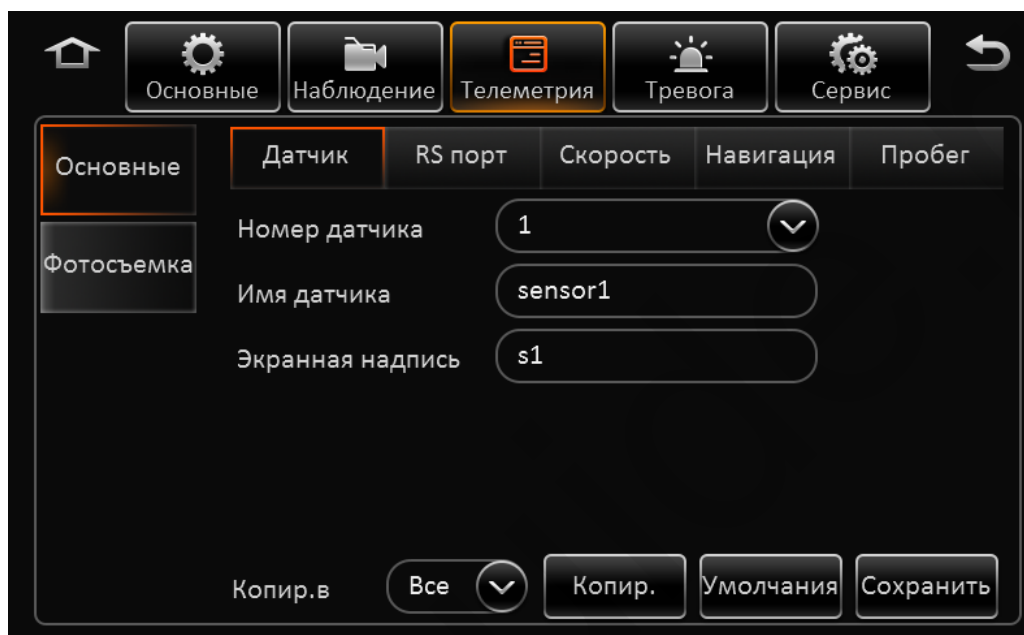 Основные Наблюдение Телеметрия Тревога Сервис
Основные
Фотосъемка
Датчик RS порт Скорость Навигация Пробег
Номер датчика 1
Имя датчика sensor1
Экранная надпись s1
Копир.в Все Копир. Умолчания Сохранить